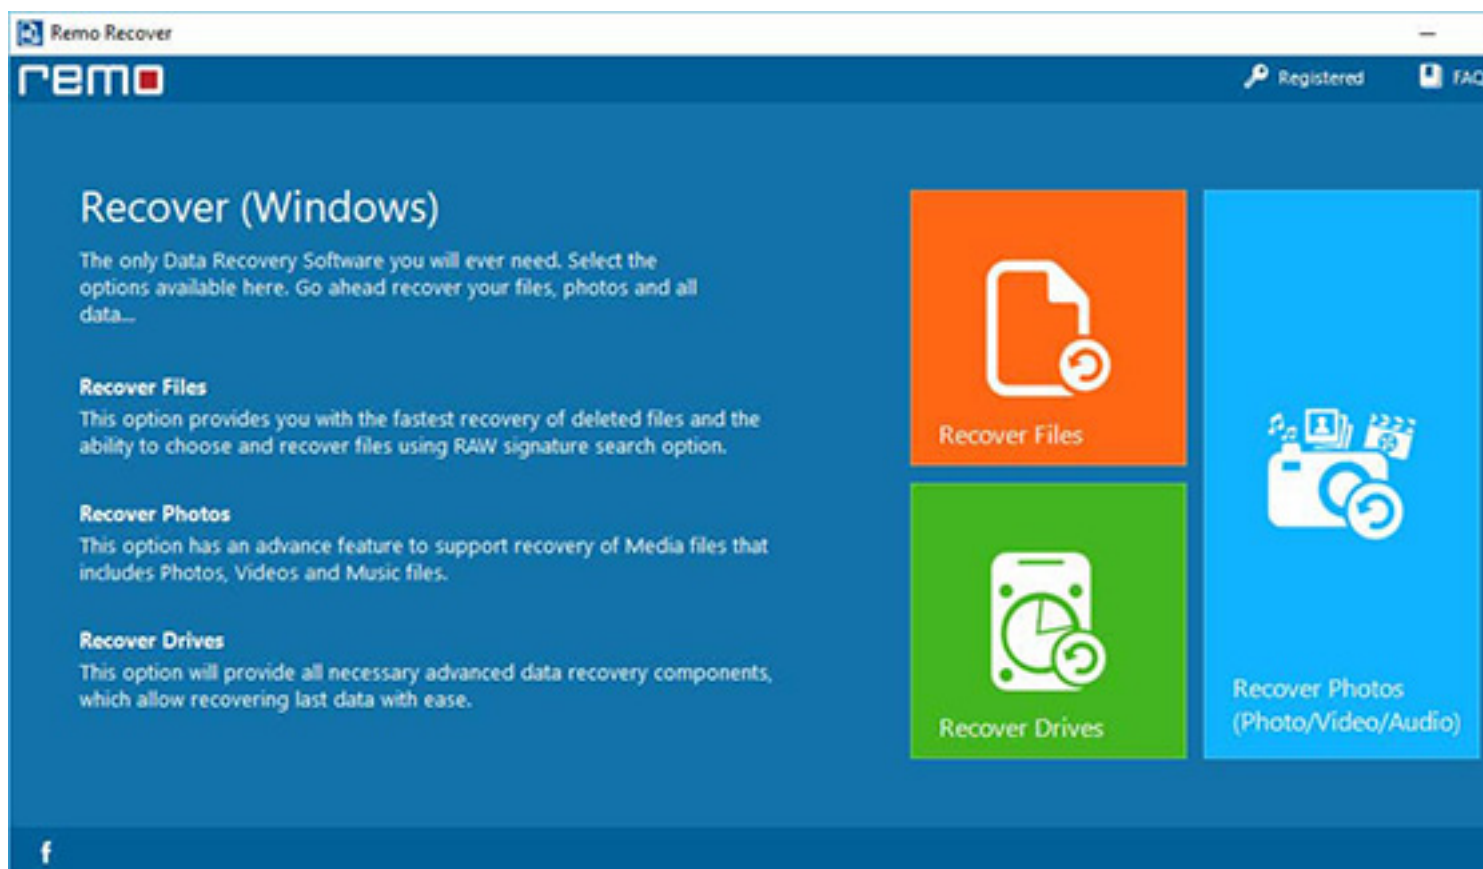 Remo Recover
remo
Registered
FAQ
Recover (Windows)
The only Data Recovery Software you will ever need. Select the
options available here. Go ahead recover your files, photos and all
data...
Recover Files
This option provides you with the fastest recovery of deleted files and the
ability to choose and recover files using RAW signature search option.
Recover Photos
This option has an advance feature to support recovery of Media files that
includes Photos, Videos and Music files.
Recover Drives
This option will provide all necessary advanced data recovery components,
which allow recovering last data with ease.
Recover Files
Recover Drives
Recover Photos
(Photo/Video/Audio)
f